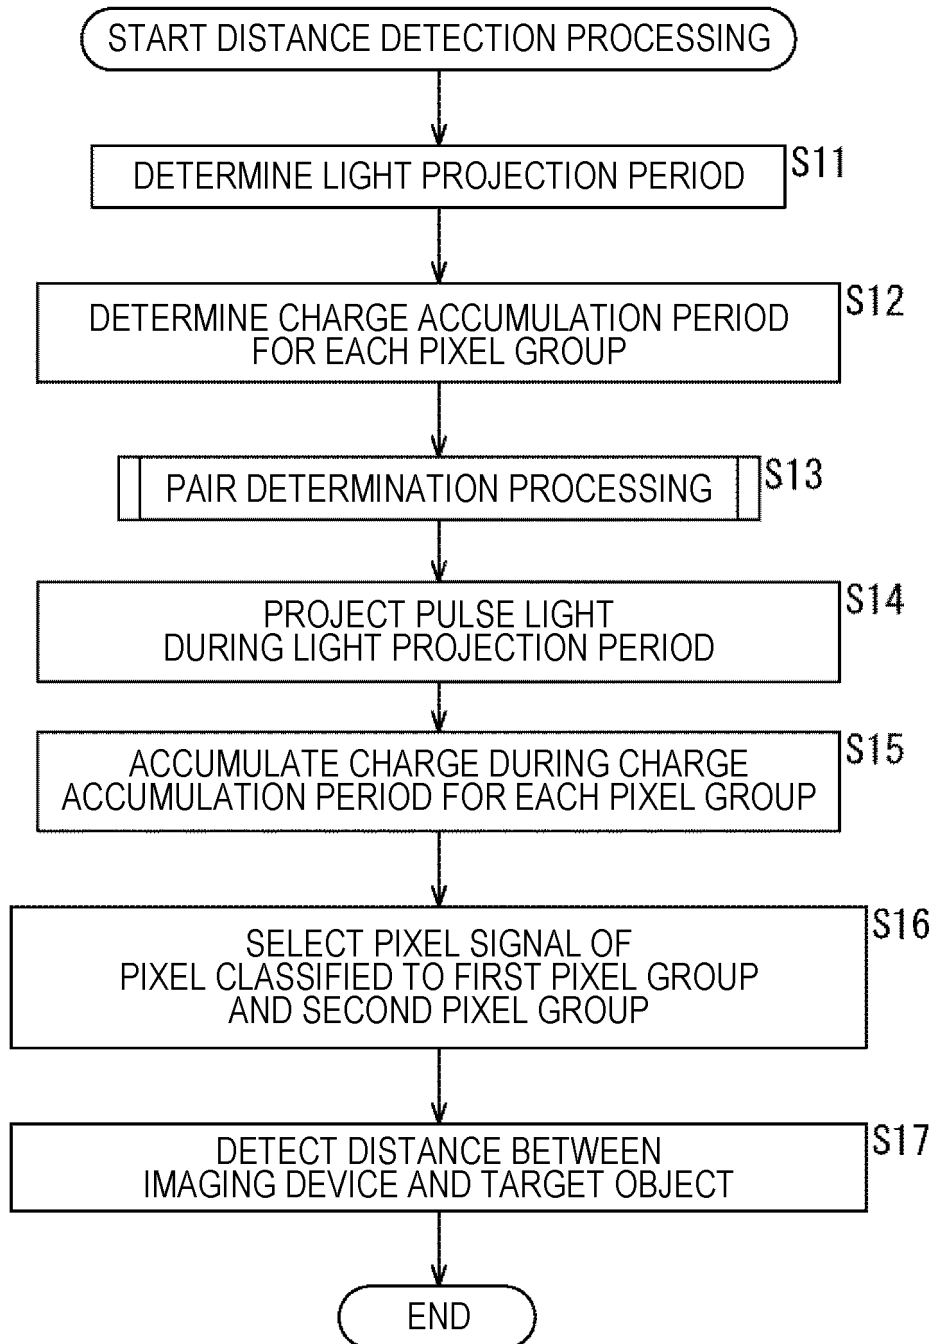 START DISTANCE DETECTION PROCESSING
DETERMINE LIGHT PROJECTION PERIOD
S11
DETERMINE CHARGE ACCUMULATION PERIOD
FOR EACH PIXEL GROUP
S12
PAIR DETERMINATION PROCESSING
S13
PROJECT PULSE LIGHT
DURING LIGHT PROJECTION PERIOD
S14
ACCUMULATE CHARGE DURING CHARGE
ACCUMULATION PERIOD FOR EACH PIXEL GROUP
S15
SELECT PIXEL SIGNAL OF
PIXEL CLASSIFIED TO FIRST PIXEL GROUP
AND SECOND PIXEL GROUP
S16
DETECT DISTANCE BETWEEN
IMAGING DEVICE AND TARGET OBJECT
S17
END